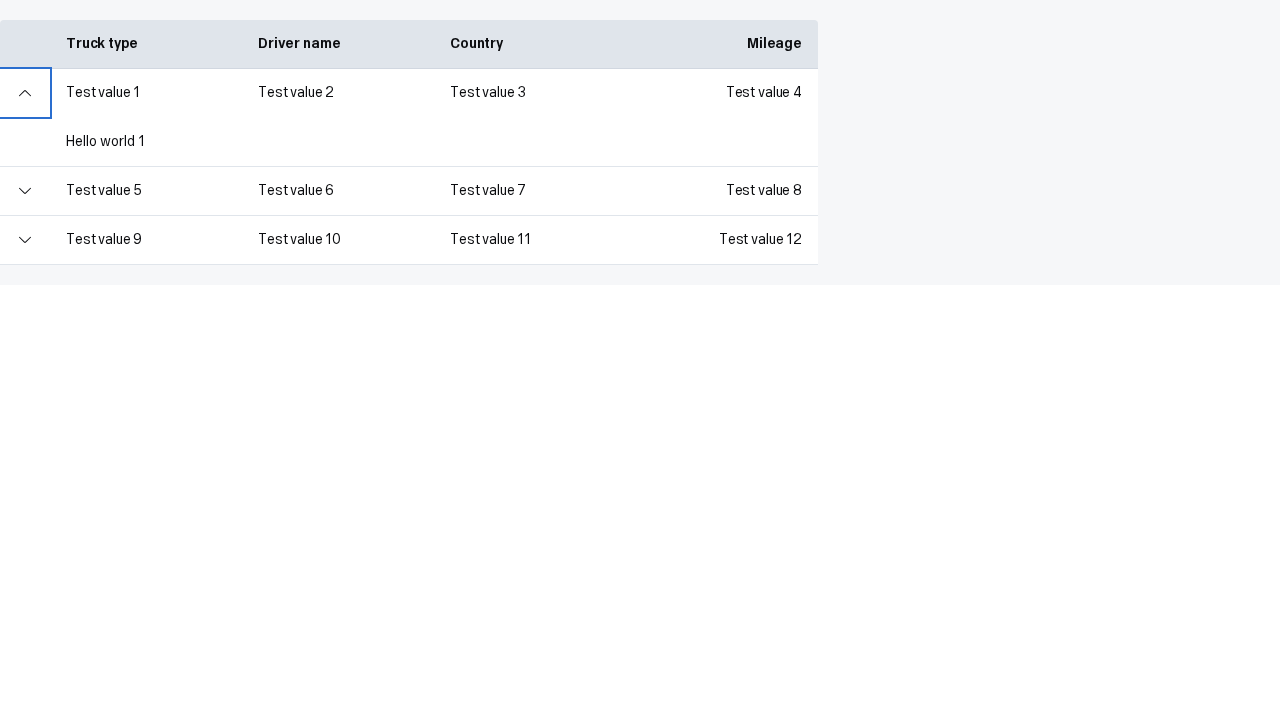 Truck type Driver name Country Mileage
Test value 1 Test value 2 Test value 3 Test value 4
Hello world 1
Test value 5 Test value 6 Test value 7 Test value 8
Test value 9 Test value 10 Test value 11 Test value 12